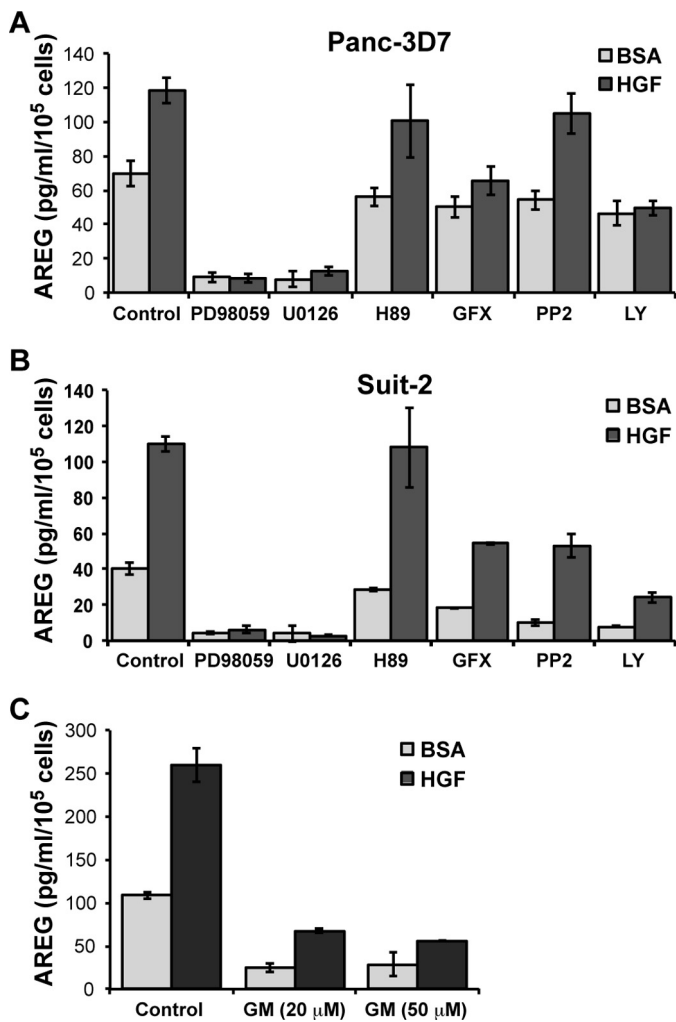 A
Panc-3D7
BSA
HGF
AREG (pg/ml/10⁵ cells)
140
120
100
80
60
40
20
0
Control PD98059 U0126 H89 GFX PP2 LY
B
Suit-2
BSA
HGF
AREG (pg/ml/10⁵ cells)
140
120
100
80
60
40
20
0
Control PD98059 U0126 H89 GFX PP2 LY
C
BSA
HGF
AREG (pg/ml/10⁵ cells)
300
250
200
150
100
50
0
Control GM (20 μM) GM (50 μM)